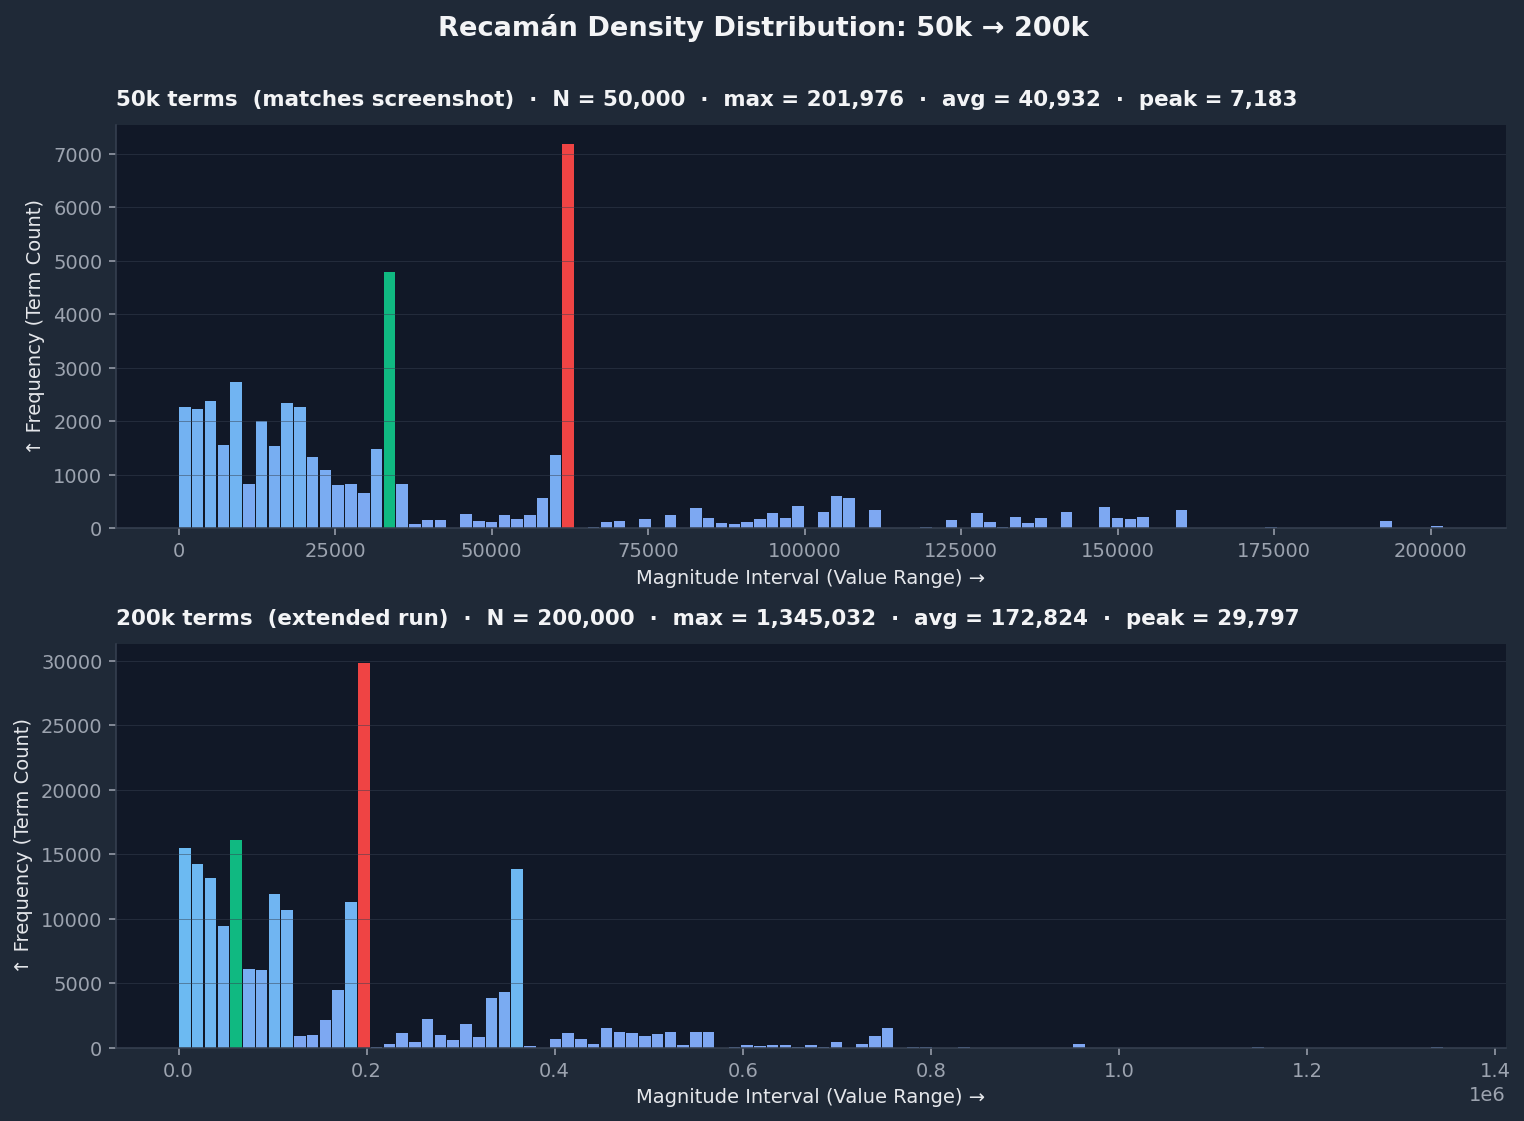 Recamán Density Distribution: 50k → 200k
50k terms  (matches screenshot)  ·  N = 50,000  ·  max = 201,976  ·  avg = 40,932  ·  peak = 7,183
↑ Frequency (Term Count)
7000
6000
5000
4000
3000
2000
1000
0
0 25000 50000 75000 100000 125000 150000 175000 200000
Magnitude Interval (Value Range) →
200k terms  (extended run)  ·  N = 200,000  ·  max = 1,345,032  ·  avg = 172,824  ·  peak = 29,797
↑ Frequency (Term Count)
30000
25000
20000
15000
10000
5000
0
0.0 0.2 0.4 0.6 0.8 1.0 1.2 1.4
1e6
Magnitude Interval (Value Range) →